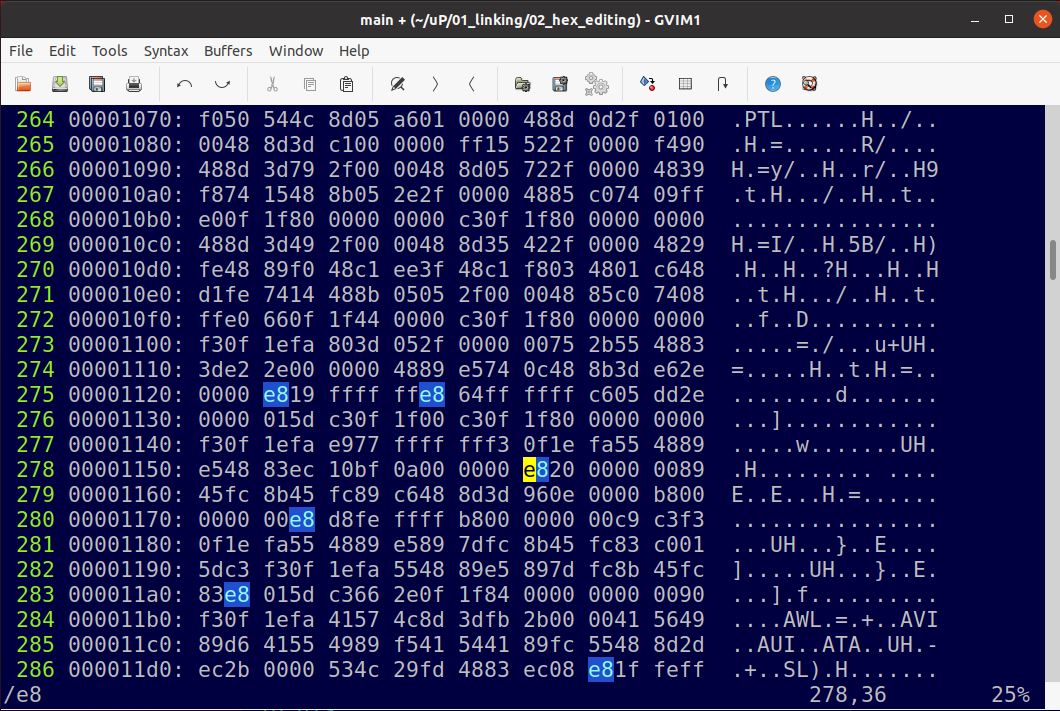 main + (~/uP/01_linking/02_hex_editing) - GVIM1
File Edit Tools Syntax Buffers Window Help
264 00001070: f050 544c 8d05 a601 0000 488d 0d2f 0100 .PTL......H../..
265 00001080: 0048 8d3d c100 0000 ff15 522f 0000 f490 .H.=......R/....
266 00001090: 488d 3d79 2f00 0048 8d05 722f 0000 4839 H.=y/..H..r/..H9
267 000010a0: f874 1548 8b05 2e2f 0000 4885 c074 09ff .t.H.../..H..t..
268 000010b0: e00f 1f80 0000 0000 c30f 1f80 0000 0000 ................
269 000010c0: 488d 3d49 2f00 0048 8d35 422f 0000 4829 H.=I/..H.5B/..H)
270 000010d0: fe48 89f0 48c1 ee3f 48c1 f803 4801 c648 .H..H..?H...H..H
271 000010e0: d1fe 7414 488b 0505 2f00 0048 85c0 7408 ..t.H.../..H..t.
272 000010f0: ffe0 660f 1f44 0000 c30f 1f80 0000 0000 ..f..D..........
273 00001100: f30f 1efa 803d 052f 0000 0075 2b55 4883 .....=./...u+UH.
274 00001110: 3de2 2e00 0000 4889 e574 0c48 8b3d e62e =.....H..t.H.=..
275 00001120: 0000 e819 ffff ffe8 64ff ffff c605 dd2e ........d.......
276 00001130: 0000 015d c30f 1f00 c30f 1f80 0000 0000 ...]............
277 00001140: f30f 1efa e977 ffff fff3 0f1e fa55 4889 .....w.......UH.
278 00001150: e548 83ec 10bf 0a00 0000 e820 0000 0089 .H......... ....
279 00001160: 45fc 8b45 fc89 c648 8d3d 960e 0000 b800 E..E...H.=......
280 00001170: 0000 00e8 d8fe ffff b800 0000 00c9 c3f3 ................
281 00001180: 0f1e fa55 4889 e589 7dfc 8b45 fc83 c001 ...UH...}..E....
282 00001190: 5dc3 f30f 1efa 5548 89e5 897d fc8b 45fc ].....UH...}..E.
283 000011a0: 83e8 015d c366 2e0f 1f84 0000 0000 0090 ...].f..........
284 000011b0: f30f 1efa 4157 4c8d 3dfb 2b00 0041 5649 ....AWL.=.+..AVI
285 000011c0: 89d6 4155 4989 f541 5441 89fc 5548 8d2d ..AUI..ATA..UH.-
286 000011d0: ec2b 0000 534c 29fd 4883 ec08 e81f feff .+..SL).H.......
/e8 278,36 25%